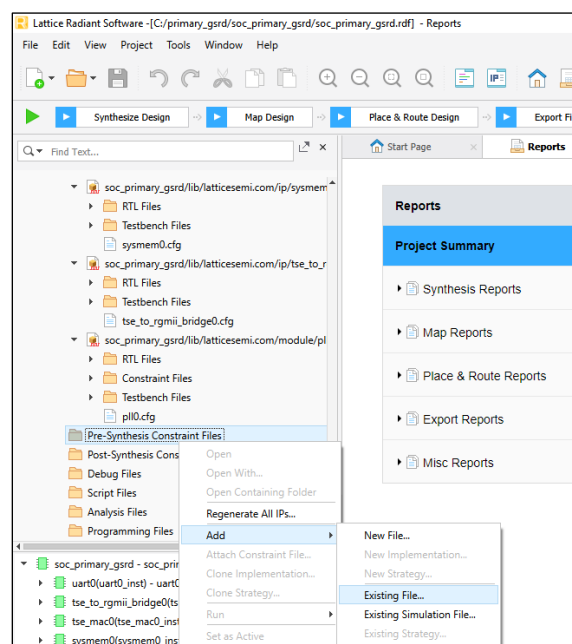 Lattice Radiant Software -[C:/primary_gsrd/soc_primary_gsrd/soc_primary_gsrd.rdf] - Reports
File Edit View Project Tools Window Help
IP
Synthesize Design Map Design Place & Route Design Export Fi
Find Text...
Start Page Reports
soc_primary_gsrd/lib/latticesemi.com/ip/sysmem
RTL Files
Testbench Files
sysmem0.cfg
soc_primary_gsrd/lib/latticesemi.com/ip/tse_to_r
RTL Files
Testbench Files
tse_to_rgmii_bridge0.cfg
soc_primary_gsrd/lib/latticesemi.com/module/pl
RTL Files
Constraint Files
Testbench Files
pll0.cfg
Pre-Synthesis Constraint Files
Post-Synthesis Cons
Debug Files
Script Files
Analysis Files
Programming Files
Reports
Project Summary
Synthesis Reports
Map Reports
Place & Route Reports
Export Reports
Misc Reports
Open
Open With...
Open Containing Folder
Regenerate All IPs...
Add
Attach Constraint File...
Clone Implementation...
Clone Strategy...
Run
Set as Active
New File...
New Implementation...
New Strategy...
Existing File...
Existing Simulation File...
Existing Strategy...
soc_primary_gsrd - soc_prir
uart0(uart0_inst) - uart0
tse_to_rgmii_bridge0(ts
tse_mac0(tse_mac0_inst
sysmem0(sysmem0_ins